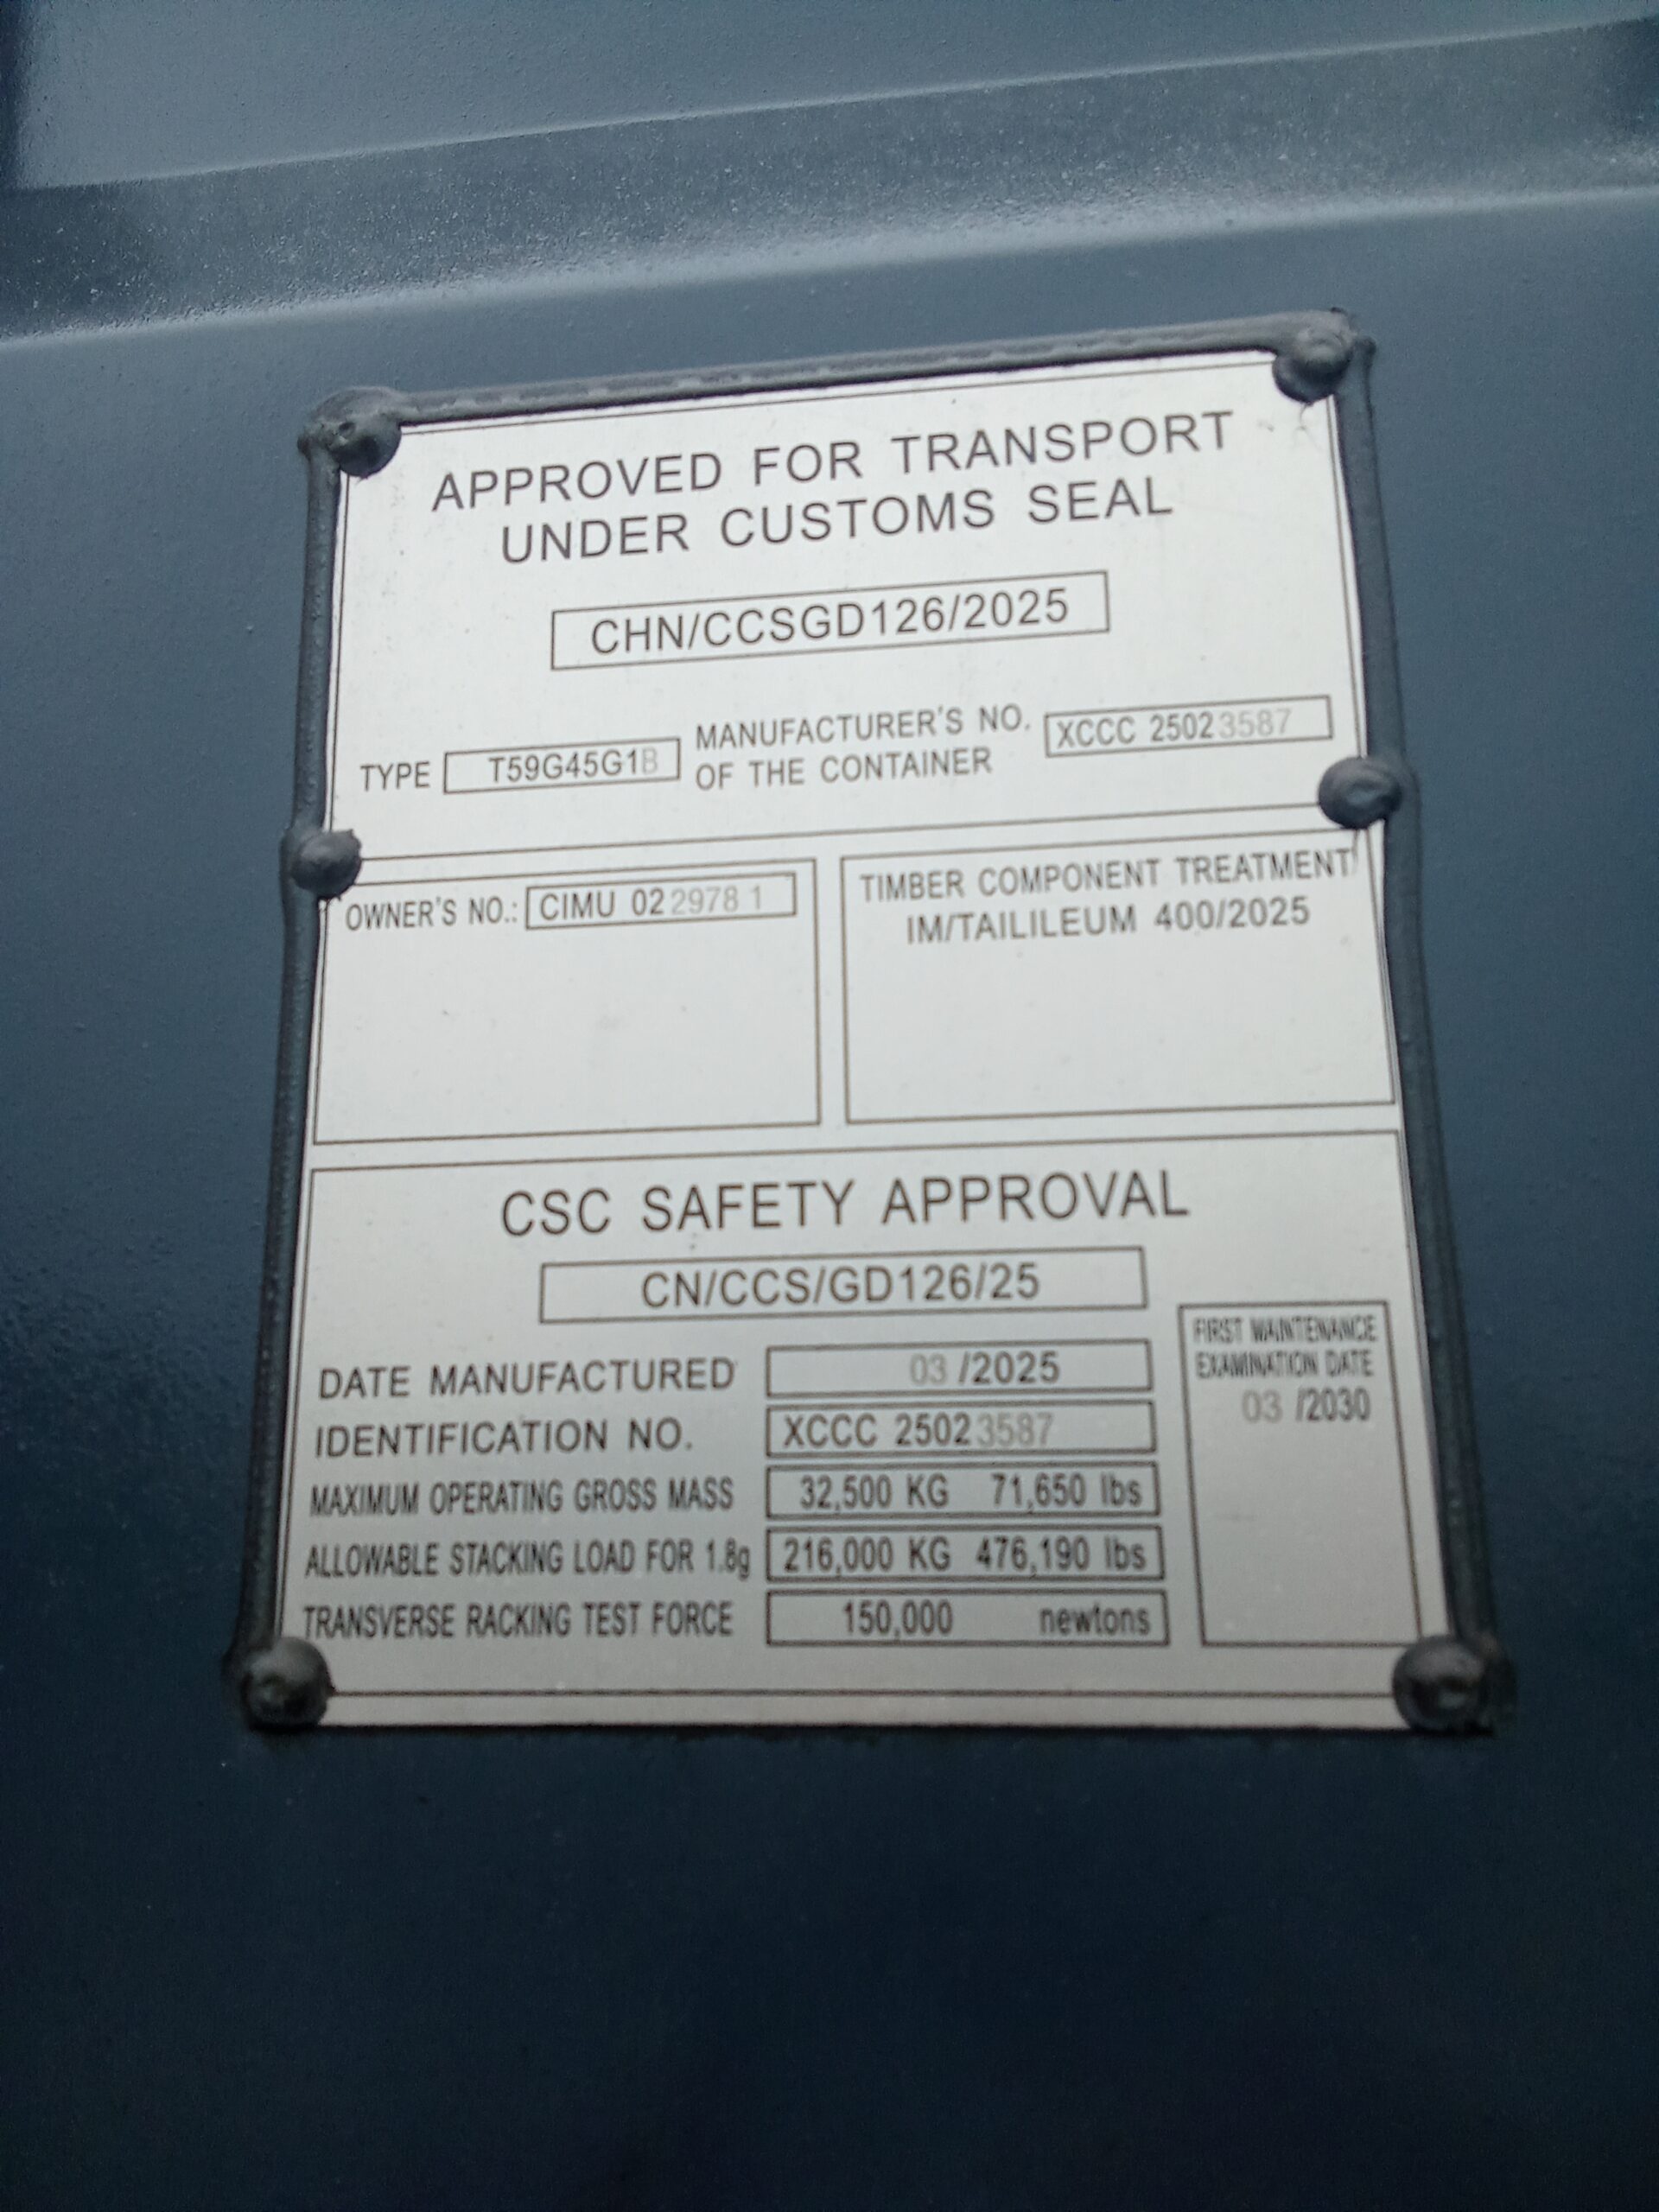 APPROVED FOR TRANSPORT
UNDER CUSTOMS SEAL
CHN/CCSGD126/2025
TYPE T59G45G1B
MANUFACTURER'S NO.
OF THE CONTAINER
XCCC 25023587
OWNER'S NO.: CIMU 022978 1
TIMBER COMPONENT TREATMENT
IM/TAILILEUM 400/2025
CSC SAFETY APPROVAL
CN/CCS/GD126/25
DATE MANUFACTURED 03 /2025
IDENTIFICATION NO. XCCC 25023587
MAXIMUM OPERATING GROSS MASS 32,500 KG 71,650 lbs
ALLOWABLE STACKING LOAD FOR 1.8g 216,000 KG 476,190 lbs
TRANSVERSE RACKING TEST FORCE 150,000 newtons
FIRST MAINTENANCE
EXAMINATION DATE
03 /2030